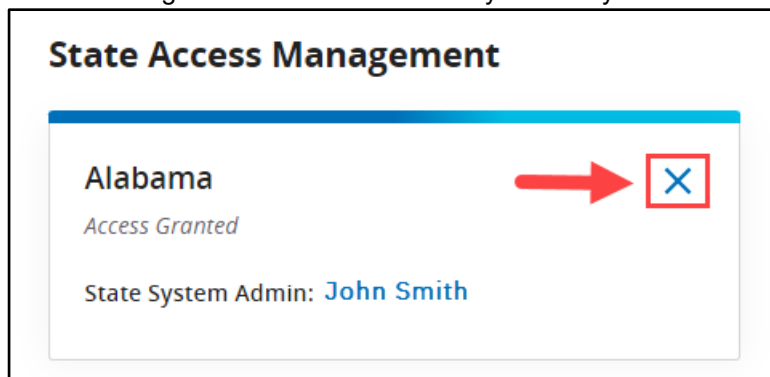 State Access Management
Alabama
Access Granted
State System Admin: John Smith